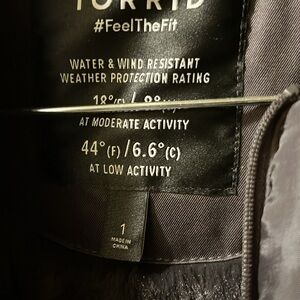 TORRID
#FeelTheFit
WATER & WIND RESISTANT
WEATHER PROTECTION RATING
18°(F)
AT MODERATE ACTIVITY
44°(F)/6.6°(C)
AT LOW ACTIVITY
1
MADE IN
CHINA